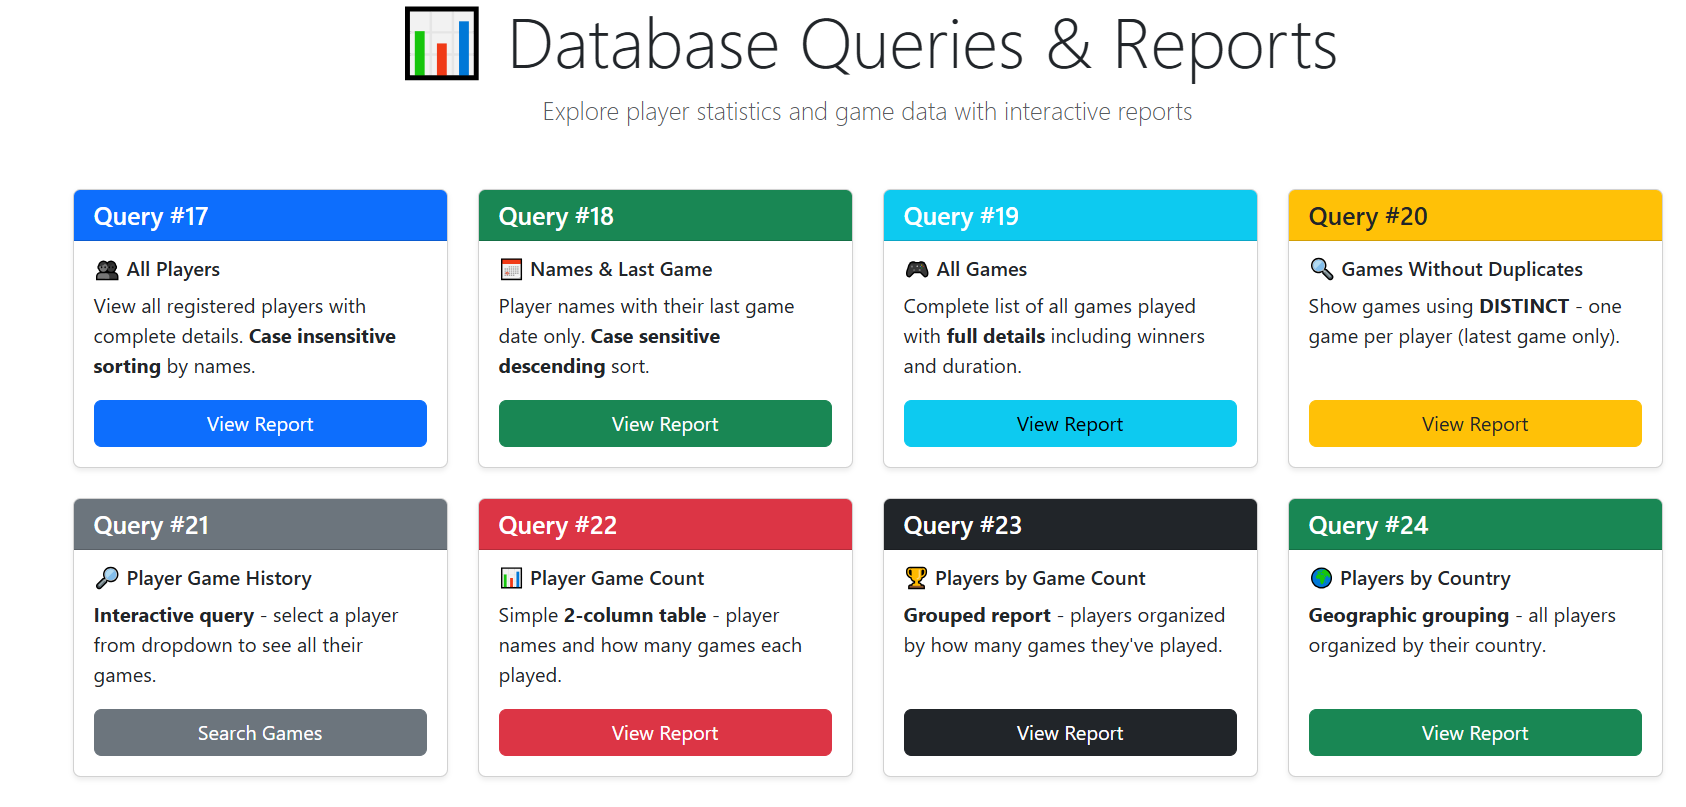 Database Queries & Reports
Explore player statistics and game data with interactive reports
Query #17
All Players
View all registered players with
complete details. Case insensitive
sorting by names.
View Report
Query #18
Names & Last Game
Player names with their last game
date only. Case sensitive
descending sort.
View Report
Query #19
All Games
Complete list of all games played
with full details including winners
and duration.
View Report
Query #20
Games Without Duplicates
Show games using DISTINCT - one
game per player (latest game only).
View Report
Query #21
Player Game History
Interactive query - select a player
from dropdown to see all their
games.
Search Games
Query #22
Player Game Count
Simple 2-column table - player
names and how many games each
played.
View Report
Query #23
Players by Game Count
Grouped report - players organized
by how many games they've played.
View Report
Query #24
Players by Country
Geographic grouping - all players
organized by their country.
View Report